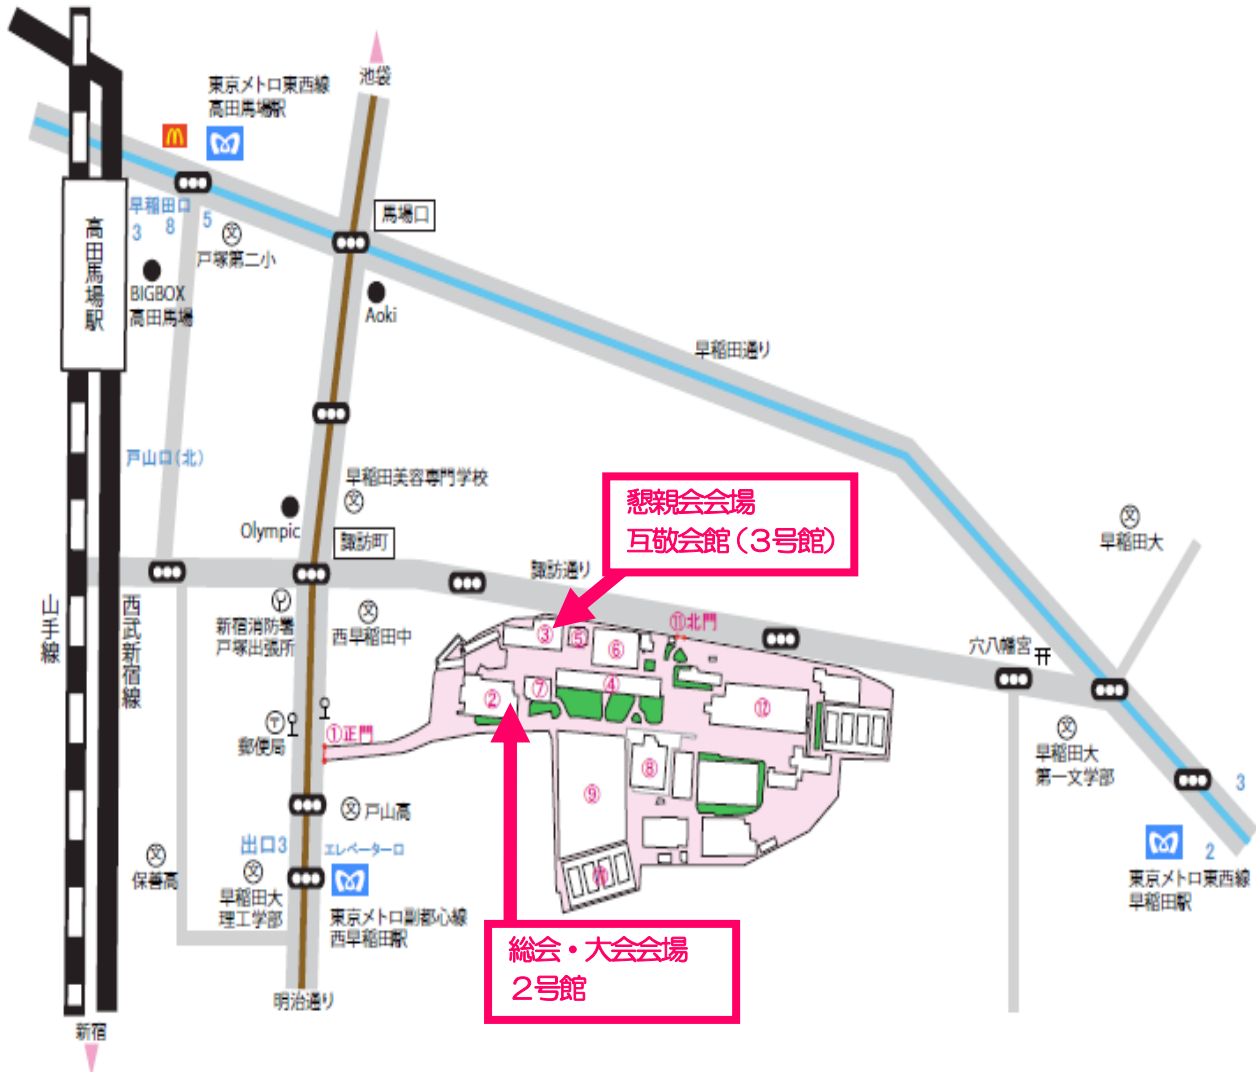 池袋
東京メトロ東西線
高田馬場駅
早稲田口
3
8
5
馬場口
戸塚第二小
高田馬場駅
BIGBOX
高田馬場
Aoki
早稲田通り
戸山口(北)
早稲田美容専門学校
懇親会会場
互敬会館(3号館)
Olympic
諏訪町
早稲田大
諏訪通り
山手線
西武新宿線
新宿消防署
戸塚出張所
西早稲田中
③
⑤
⑥
⑪北門
穴八幡宮
②
⑦
④
⑫
郵便局
①正門
早稲田大
第一文学部
⑧
⑨
戸山高
3
出口3
エレベーター口
2
保善高
⑩
早稲田大
理工学部
東京メトロ副都心線
西早稲田駅
東京メトロ東西線
早稲田駅
総会・大会会場
2号館
明治通り
新宿